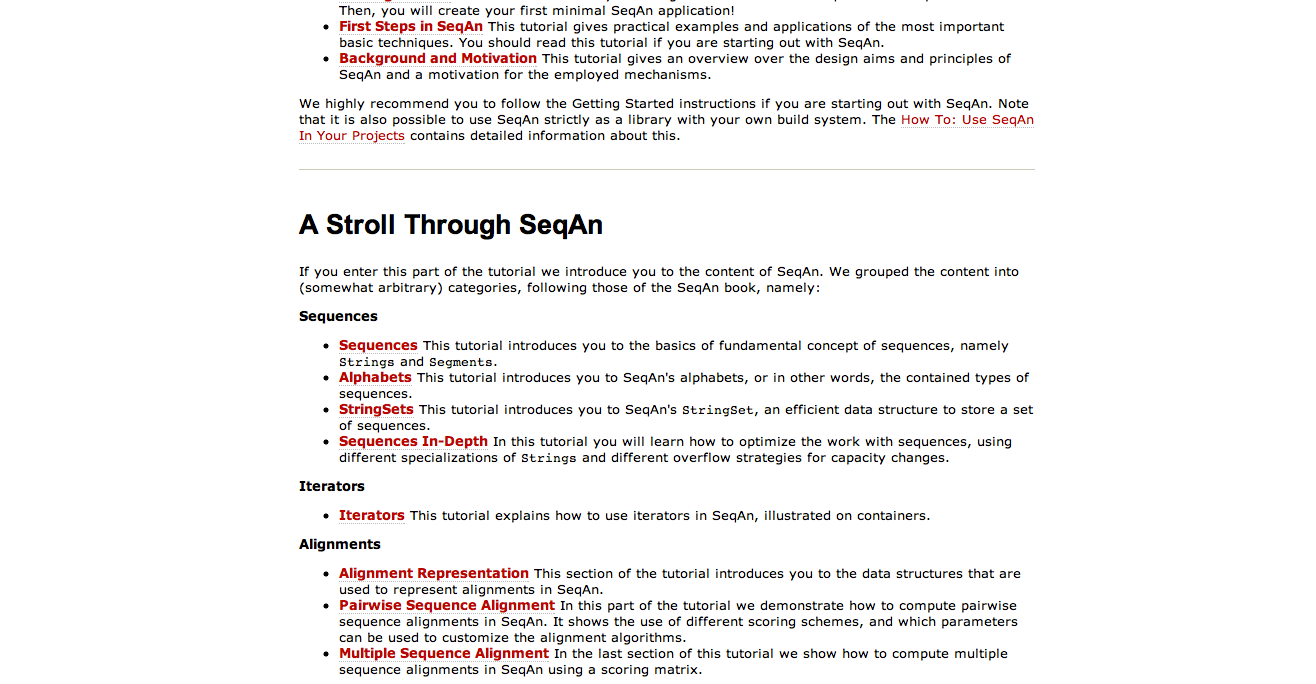 Then, you will create your first minimal SeqAn application!
First Steps in SeqAn This tutorial gives practical examples and applications of the most important
basic techniques. You should read this tutorial if you are starting out with SeqAn.
Background and Motivation This tutorial gives an overview over the design aims and principles of
SeqAn and a motivation for the employed mechanisms.
We highly recommend you to follow the Getting Started instructions if you are starting out with SeqAn. Note
that it is also possible to use SeqAn strictly as a library with your own build system. The How To: Use SeqAn
In Your Projects contains detailed information about this.
A Stroll Through SeqAn
If you enter this part of the tutorial we introduce you to the content of SeqAn. We grouped the content into
(somewhat arbitrary) categories, following those of the SeqAn book, namely:
Sequences
Sequences This tutorial introduces you to the basics of fundamental concept of sequences, namely
Strings and Segments.
Alphabets This tutorial introduces you to SeqAn's alphabets, or in other words, the contained types of
sequences.
StringSets This tutorial introduces you to SeqAn's StringSet, an efficient data structure to store a set
of sequences.
Sequences In-Depth In this tutorial you will learn how to optimize the work with sequences, using
different specializations of Strings and different overflow strategies for capacity changes.
Iterators
Iterators This tutorial explains how to use iterators in SeqAn, illustrated on containers.
Alignments
Alignment Representation This section of the tutorial introduces you to the data structures that are
used to represent alignments in SeqAn.
Pairwise Sequence Alignment In this part of the tutorial we demonstrate how to compute pairwise
sequence alignments in SeqAn. It shows the use of different scoring schemes, and which parameters
can be used to customize the alignment algorithms.
Multiple Sequence Alignment In the last section of this tutorial we show how to compute multiple
sequence alignments in SeqAn using a scoring matrix.